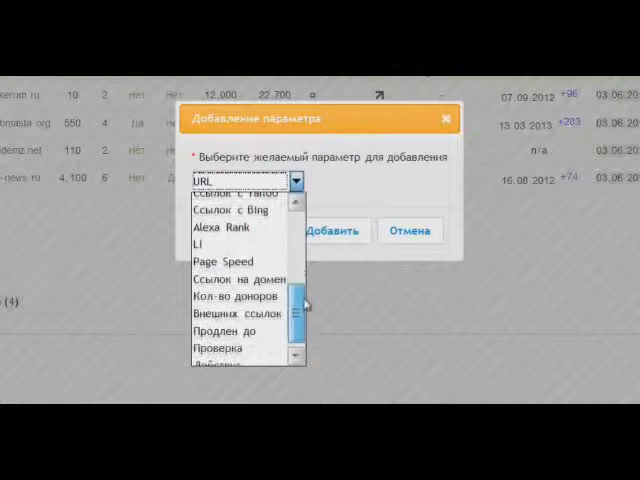 kerom ru 10 2 Нет Нет 12,000 22,700 α - 07.09.2012 +96 03.06.20
bmasta org 550 4 Да 13 03 2013 +283 03.06.20
demz.net 110 2 Нет n/a 03.06.20
-news ru 4,100 6 Нет 16.08.2012 +74 03.06.20
Добавление параметра
* Выберите желаемый параметр для добавления
URL
Ссылок с Yahoo
Ссылок с Bing
Alexa Rank
LI
Page Speed
Ссылок на домен
Кол-во доноров
Внешних ссылок
Продлен до
Проверка
Добавить
Отмена
(4)